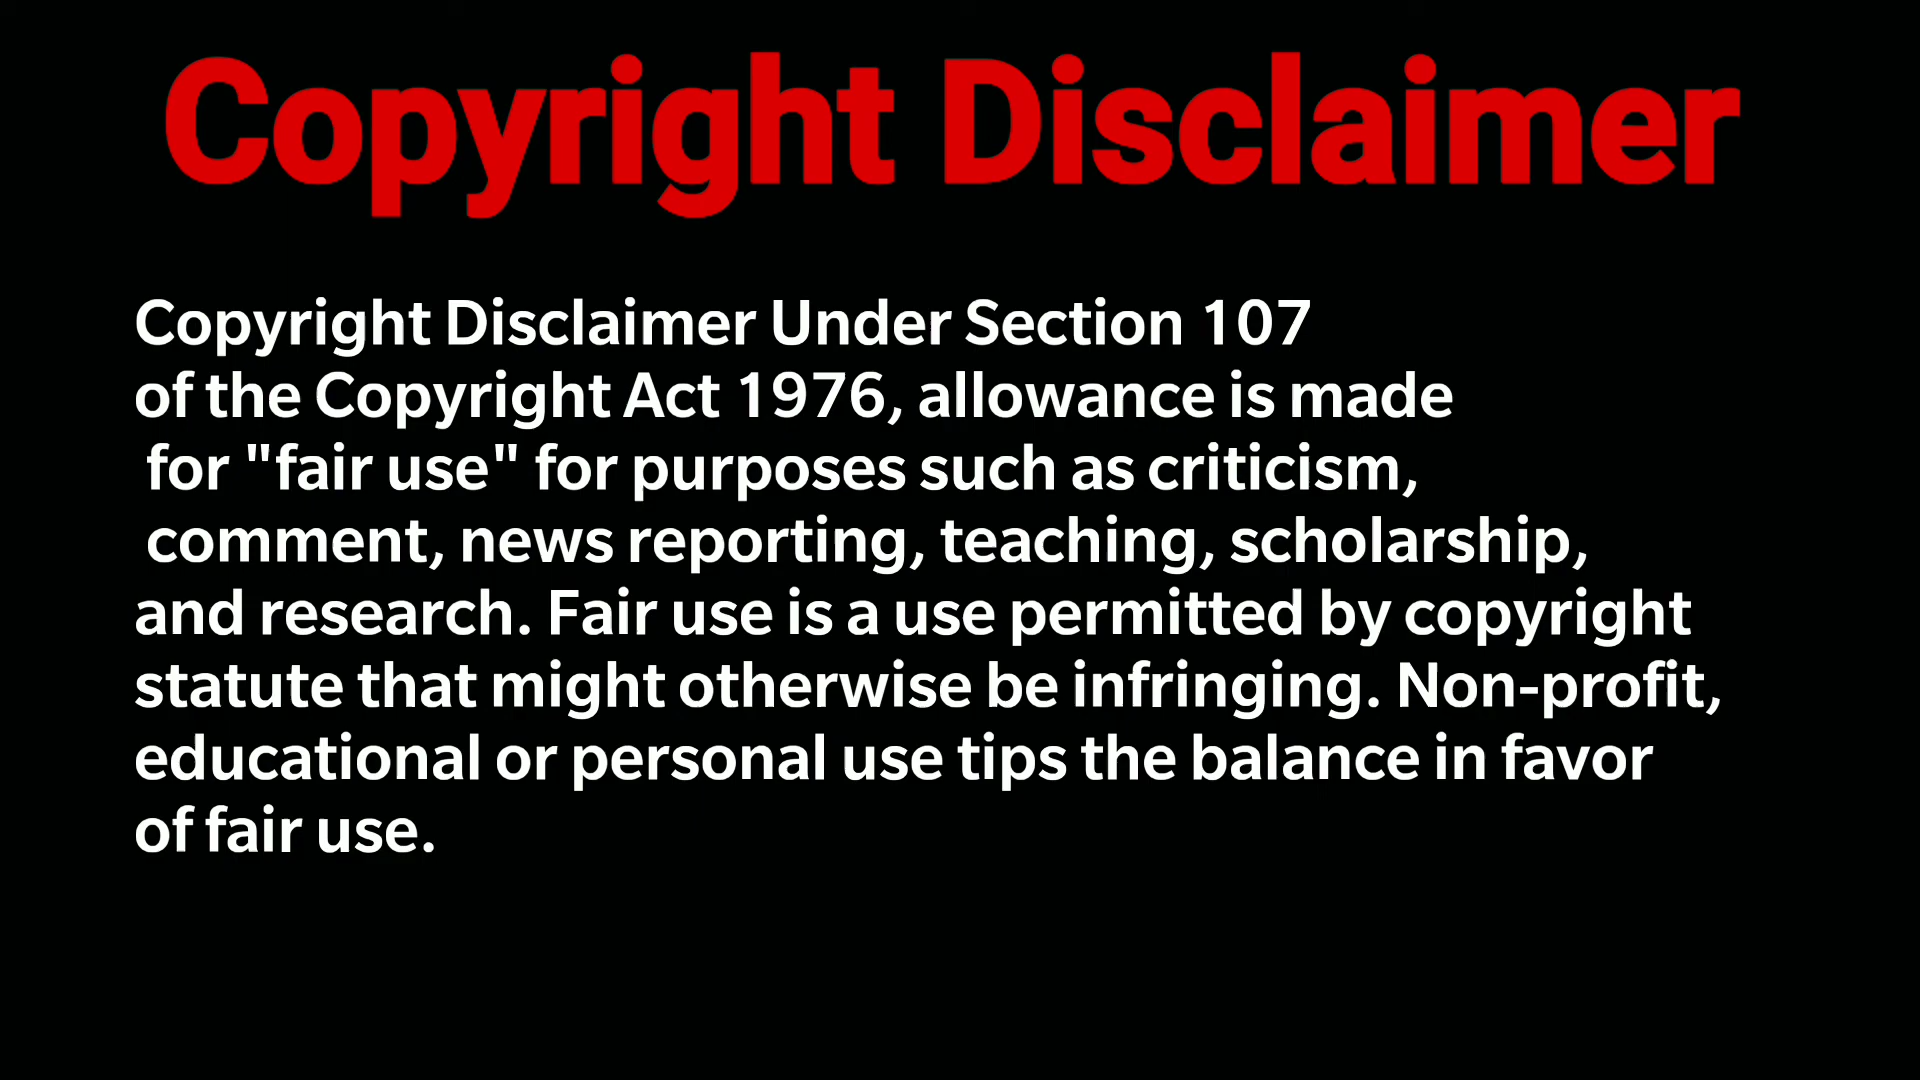 Copyright Disclaimer
Copyright Disclaimer Under Section 107
of the Copyright Act 1976, allowance is made
for "fair use" for purposes such as criticism,
comment, news reporting, teaching, scholarship,
and research. Fair use is a use permitted by copyright
statute that might otherwise be infringing. Non-profit,
educational or personal use tips the balance in favor
of fair use.